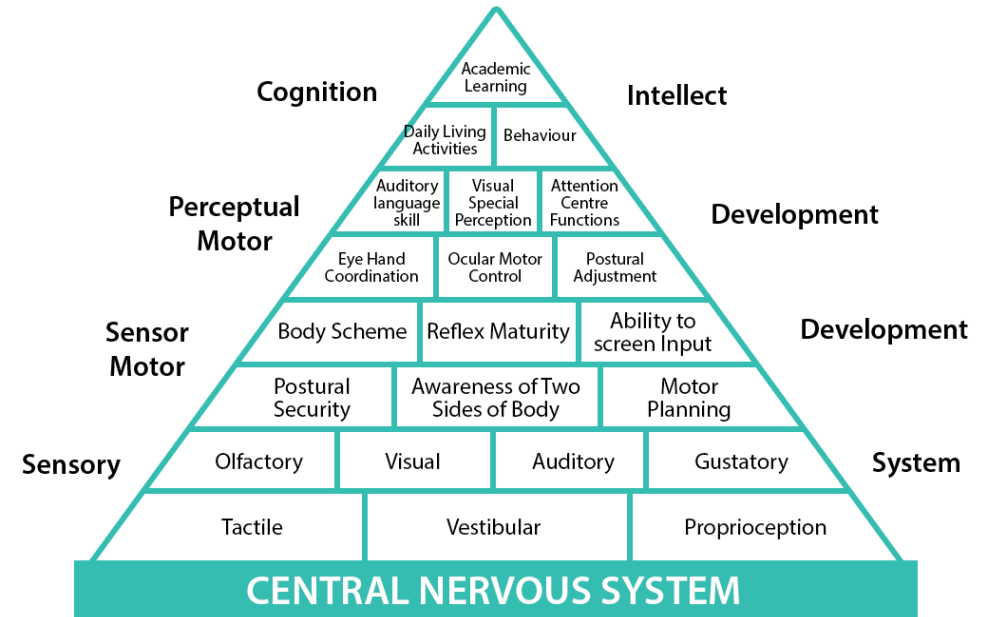 Academic
Learning
Cognition
Intellect
Daily Living
Activities
Behaviour
Auditory
language
skill
Visual
Special
Perception
Attention
Centre
Functions
Perceptual
Motor
Development
Eye Hand
Coordination
Ocular Motor
Control
Postural
Adjustment
Sensor
Motor
Body Scheme
Reflex Maturity
Ability to
screen Input
Development
Postural
Security
Awareness of Two
Sides of Body
Motor
Planning
Sensory
Olfactory
Visual
Auditory
Gustatory
System
Tactile
Vestibular
Proprioception
CENTRAL NERVOUS SYSTEM